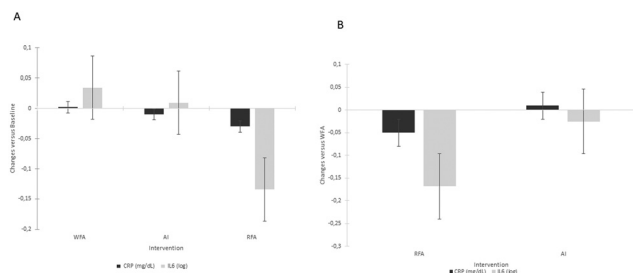 A
0,1
0,05
0
-0,05
-0,1
-0,15
-0,2
Changes versus Baseline
WFA AI RFA
Intervention
CRP (mg/dL) IL6 (log)
B
0,1
0,05
0
-0,05
-0,1
-0,15
-0,2
-0,25
-0,3
Changes versus WFA
RFA AI
Intervention
CRP (mg/dL) IL6 (log)